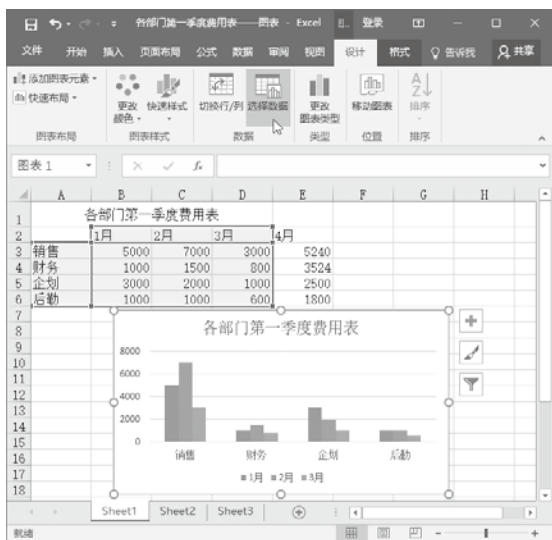 各部门第一季度费用表——图表 - Excel 登录
文件 开始 插入 页面布局 公式 数据 审阅 视图 设计 格式 告诉我 共享
添加图表元素
快速布局
更改颜色 快速样式 切换行/列 选择数据 更改图表类型 移动图表 排序
图表布局 图表样式 数据 类型 位置 排序
图表 1 fx
A B C D E F G H
1 各部门第一季度费用表
2 1月 2月 3月 4月
3 销售 5000 7000 3000 5240
4 财务 1000 1500 800 3524
5 企划 3000 2000 1000 2500
6 后勤 1000 1000 600 1800
7
8
9
10
11
12
13
14
15
16
17
18
各部门第一季度费用表
8000
6000
4000
2000
0
销售 财务 企划 后勤
1月 2月 3月
Sheet1 Sheet2 Sheet3
就绪